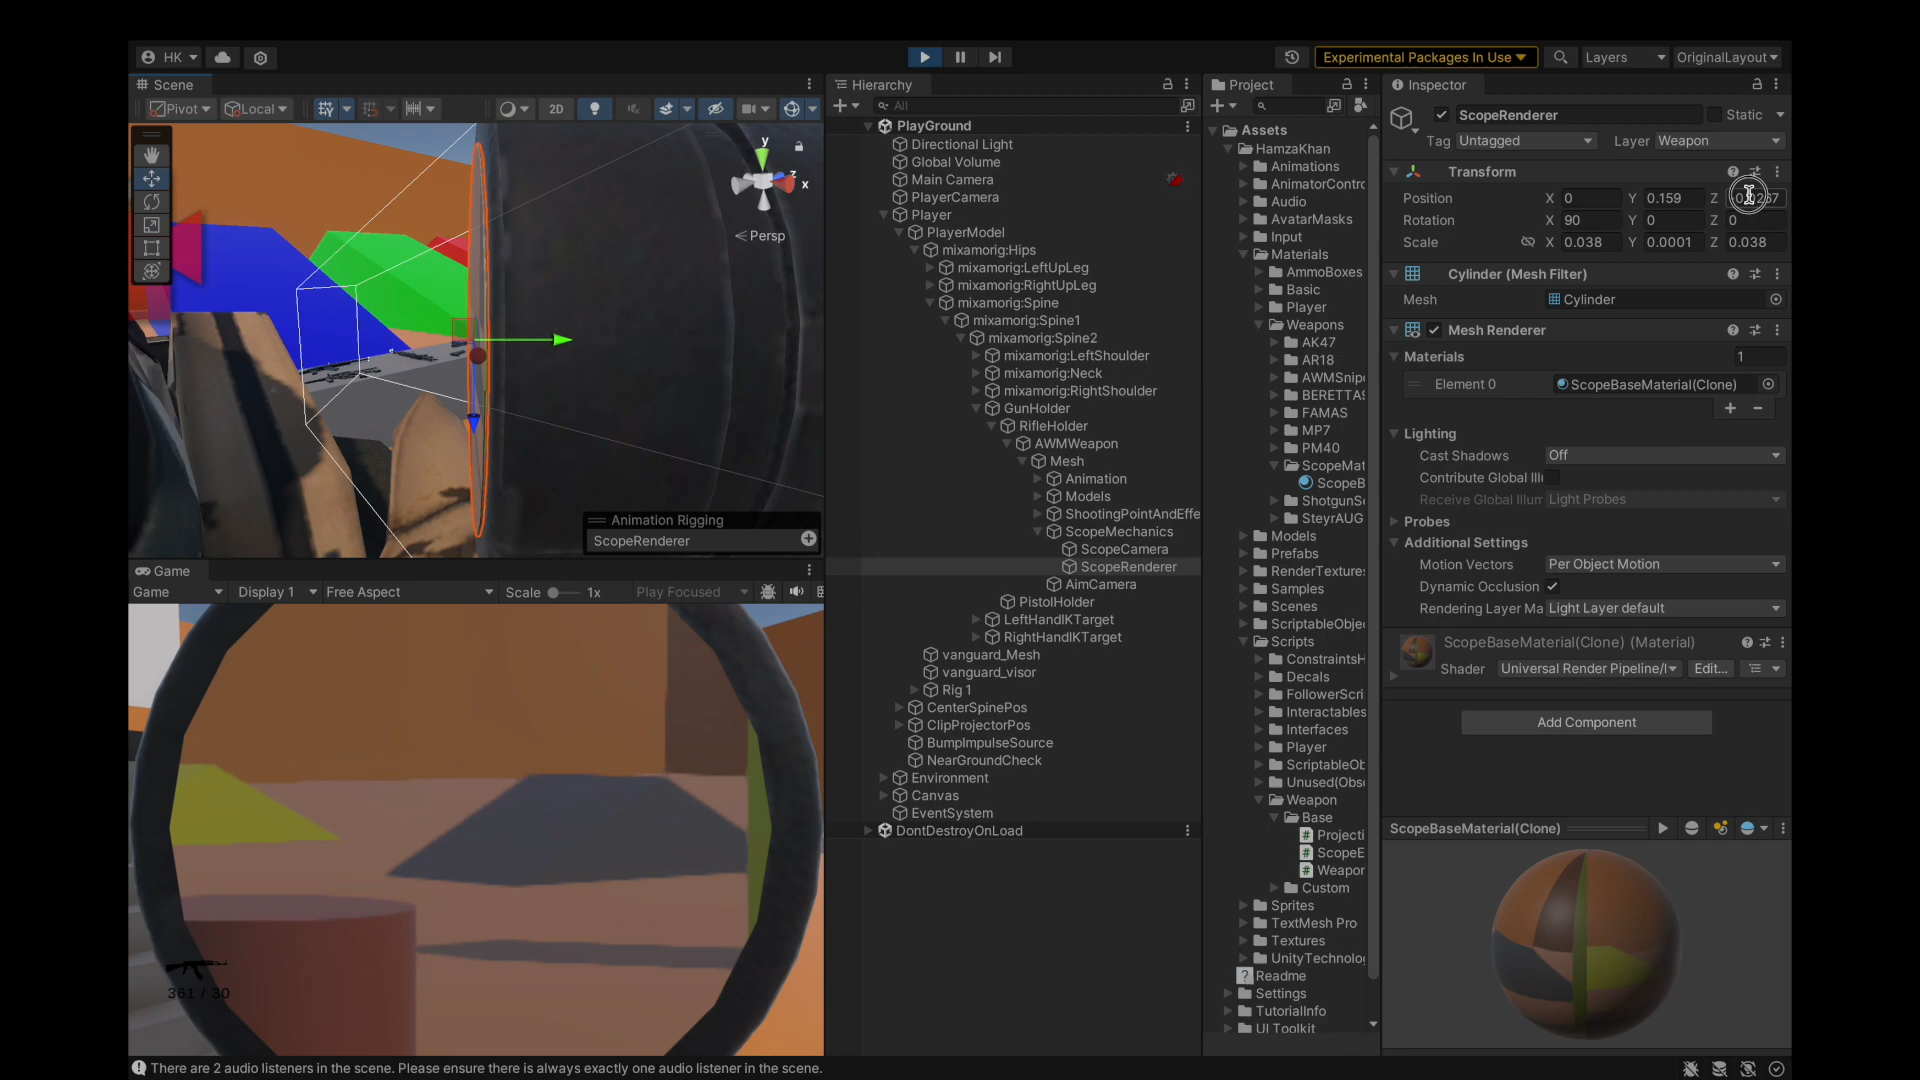 HK
Experimental Packages In Use
Layers
OriginalLayout
Scene
Pivot
Local
2D
y
x
z
Persp
Animation Rigging
ScopeRenderer
Game
Game
Display 1
Free Aspect
Scale
1x
Play Focused
361 / 30
Hierarchy
All
PlayGround
Directional Light
Global Volume
Main Camera
PlayerCamera
Player
PlayerModel
mixamorig:Hips
mixamorig:LeftUpLeg
mixamorig:RightUpLeg
mixamorig:Spine
mixamorig:Spine1
mixamorig:Spine2
mixamorig:LeftShoulder
mixamorig:Neck
mixamorig:RightShoulder
GunHolder
RifleHolder
AWMWeapon
Mesh
Animation
Models
ShootingPointAndEffe
ScopeMechanics
ScopeCamera
ScopeRenderer
AimCamera
PistolHolder
LeftHandIKTarget
RightHandIKTarget
vanguard_Mesh
vanguard_visor
Rig 1
CenterSpinePos
ClipProjectorPos
BumpImpulseSource
NearGroundCheck
Environment
Canvas
EventSystem
DontDestroyOnLoad
Project
Assets
HamzaKhan
Animations
AnimatorContro
Audio
AvatarMasks
Input
Materials
AmmoBoxes
Basic
Player
Weapons
AK47
AR18
AWMSnipe
BERETTAS
FAMAS
MP7
PM40
ScopeMat
ScopeB
ShotgunSe
SteyrAUG
Models
Prefabs
RenderTextures
Samples
Scenes
ScriptableObje
Scripts
ConstraintsH
Decals
FollowerScri
Interactables
Interfaces
Player
ScriptableOb
Unused(Obso
Weapon
Base
Projecti
ScopeE
Weapor
Custom
Sprites
TextMesh Pro
Textures
UnityTechnolog
Readme
Settings
TutorialInfo
UI Toolkit
Inspector
ScopeRenderer
Static
Tag Untagged
Layer Weapon
Transform
Position X 0 Y 0.159 Z
Rotation X 90 Y 0 Z 0
Scale X 0.038 Y 0.0001 Z 0.038
Cylinder (Mesh Filter)
Mesh Cylinder
Mesh Renderer
Materials 1
Element 0 ScopeBaseMaterial(Clone)
Lighting
Cast Shadows Off
Contribute Global Illu
Receive Global Illum Light Probes
Probes
Additional Settings
Motion Vectors Per Object Motion
Dynamic Occlusion
Rendering Layer Ma Light Layer default
ScopeBaseMaterial(Clone) (Material)
Shader Universal Render Pipeline/l Edit...
Add Component
ScopeBaseMaterial(Clone)
There are 2 audio listeners in the scene. Please ensure there is always exactly one audio listener in the scene.